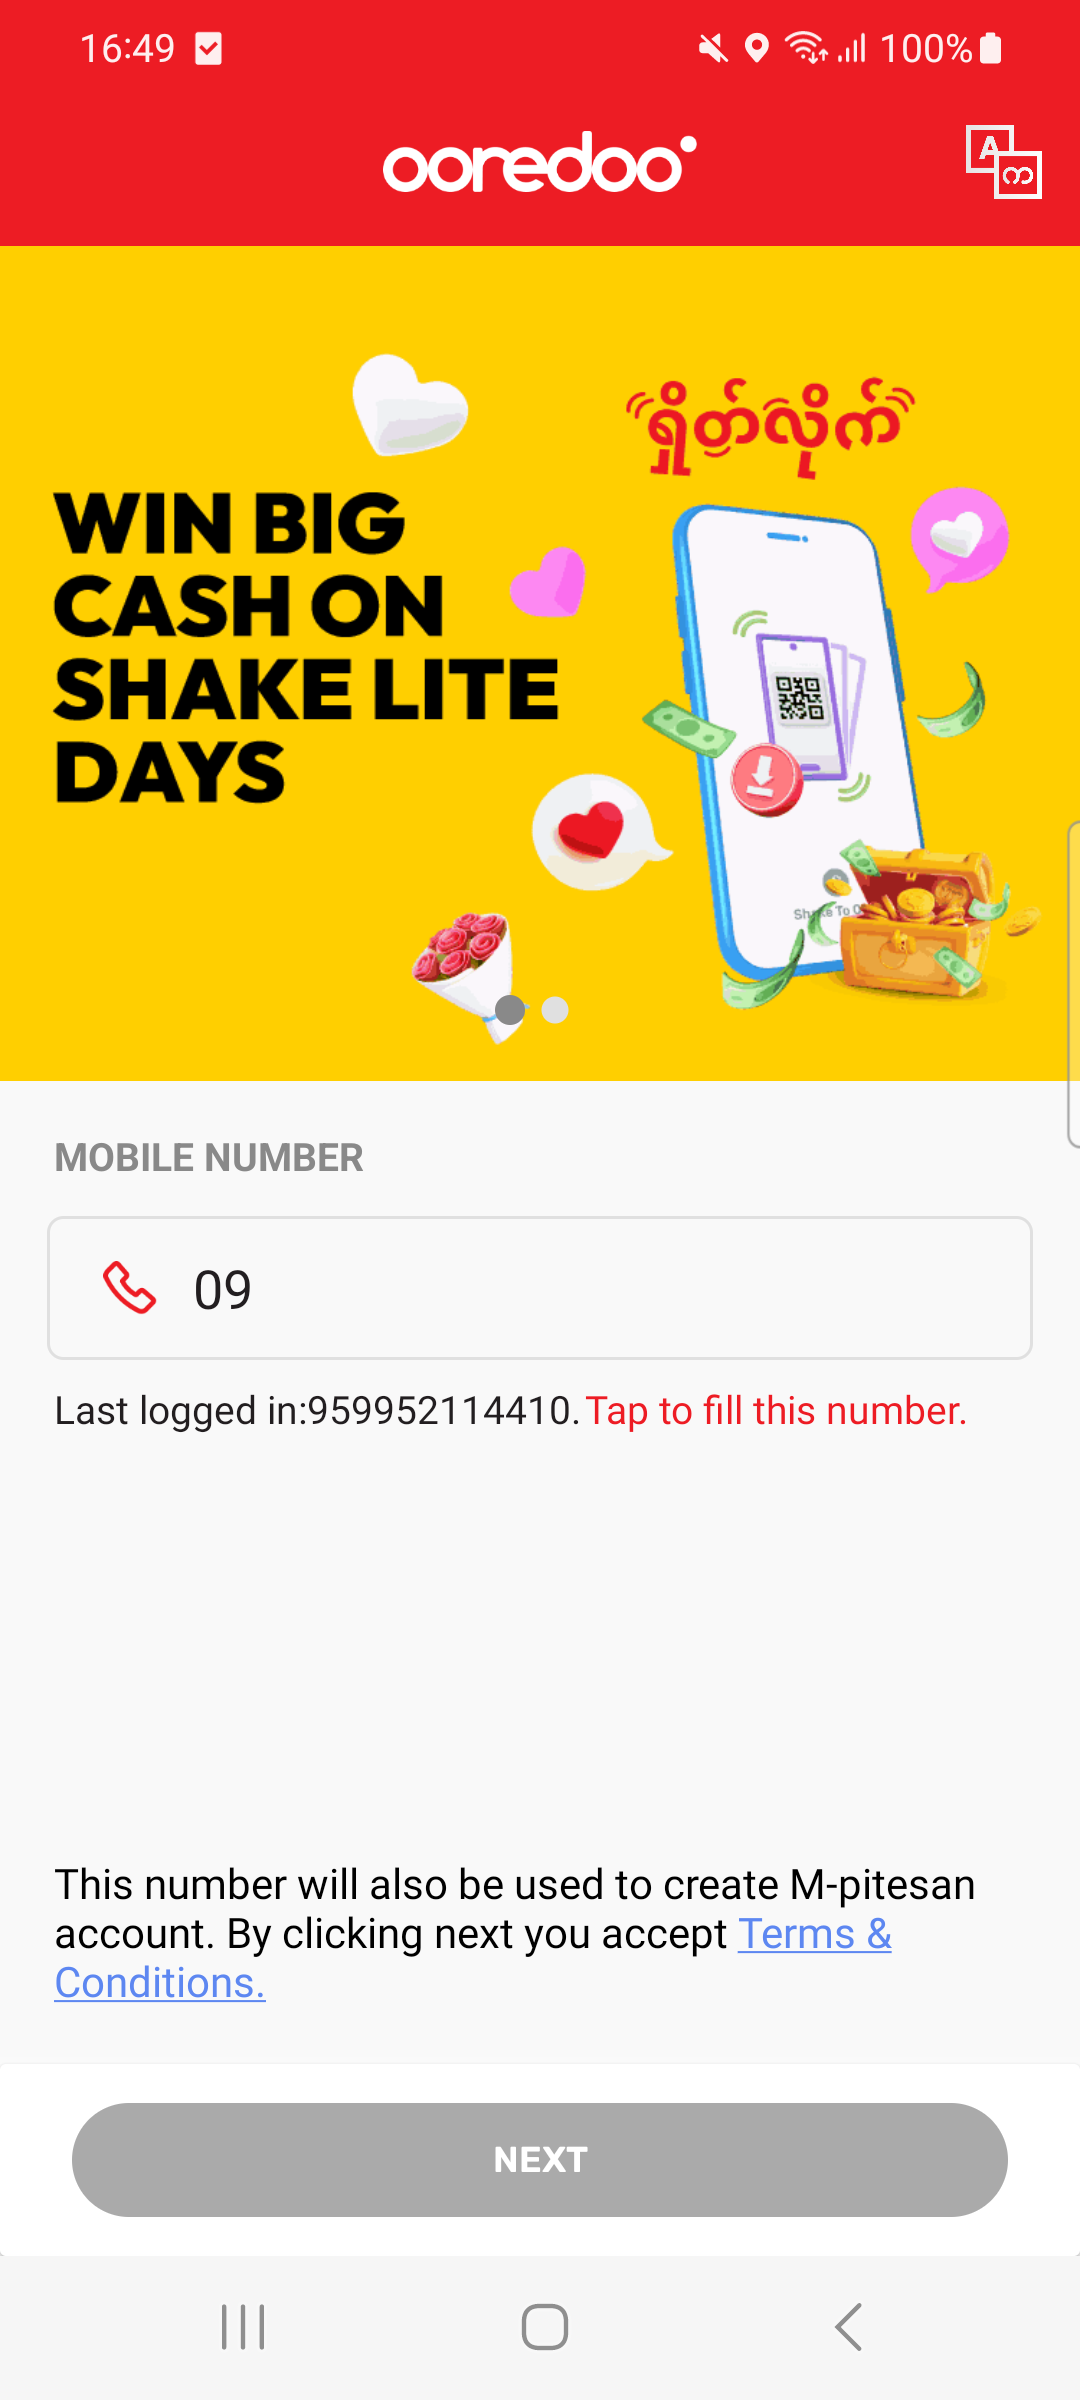 16:49
100%
ooredoo
A
ဘ
ရှိတ်လိုက်
WIN BIG
CASH ON
SHAKE LITE
DAYS
MOBILE NUMBER
09
Last logged in:959952114410. Tap to fill this number.
This number will also be used to create M-pitesan
account. By clicking next you accept Terms &
Conditions.
NEXT